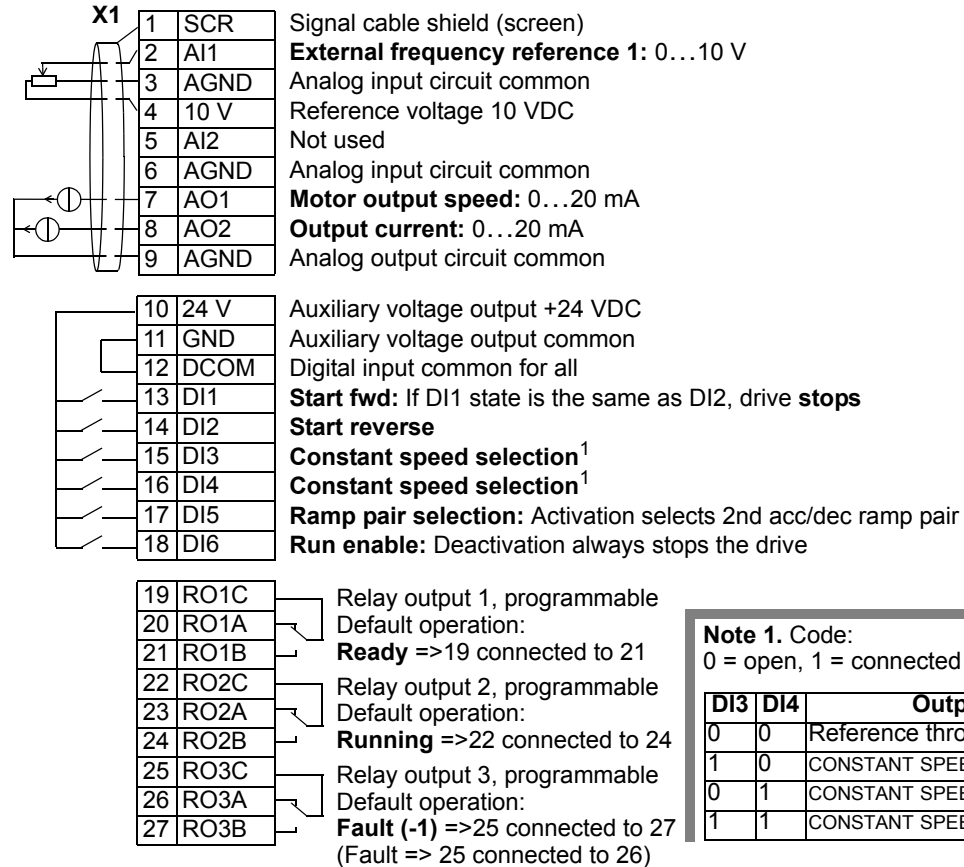 X1
1 SCR Signal cable shield (screen)
2 AI1 External frequency reference 1: 0…10 V
3 AGND Analog input circuit common
4 10 V Reference voltage 10 VDC
5 AI2 Not used
6 AGND Analog input circuit common
7 AO1 Motor output speed: 0…20 mA
8 AO2 Output current: 0…20 mA
9 AGND Analog output circuit common
10 24 V Auxiliary voltage output +24 VDC
11 GND Auxiliary voltage output common
12 DCOM Digital input common for all
13 DI1 Start fwd: If DI1 state is the same as DI2, drive stops
14 DI2 Start reverse
15 DI3 Constant speed selection1
16 DI4 Constant speed selection1
17 DI5 Ramp pair selection: Activation selects 2nd acc/dec ramp pair
18 DI6 Run enable: Deactivation always stops the drive
19 RO1C Relay output 1, programmable
20 RO1A Default operation:
21 RO1B Ready =>19 connected to 21
22 RO2C Relay output 2, programmable
23 RO2A Default operation:
24 RO2B Running =>22 connected to 24
25 RO3C Relay output 3, programmable
26 RO3A Default operation:
27 RO3B Fault (-1) =>25 connected to 27
(Fault => 25 connected to 26)
Note 1. Code:
0 = open, 1 = connected
DI3 DI4
0 0 Reference
1 0 CONSTANT
0 1 CONSTANT
1 1 CONSTANT